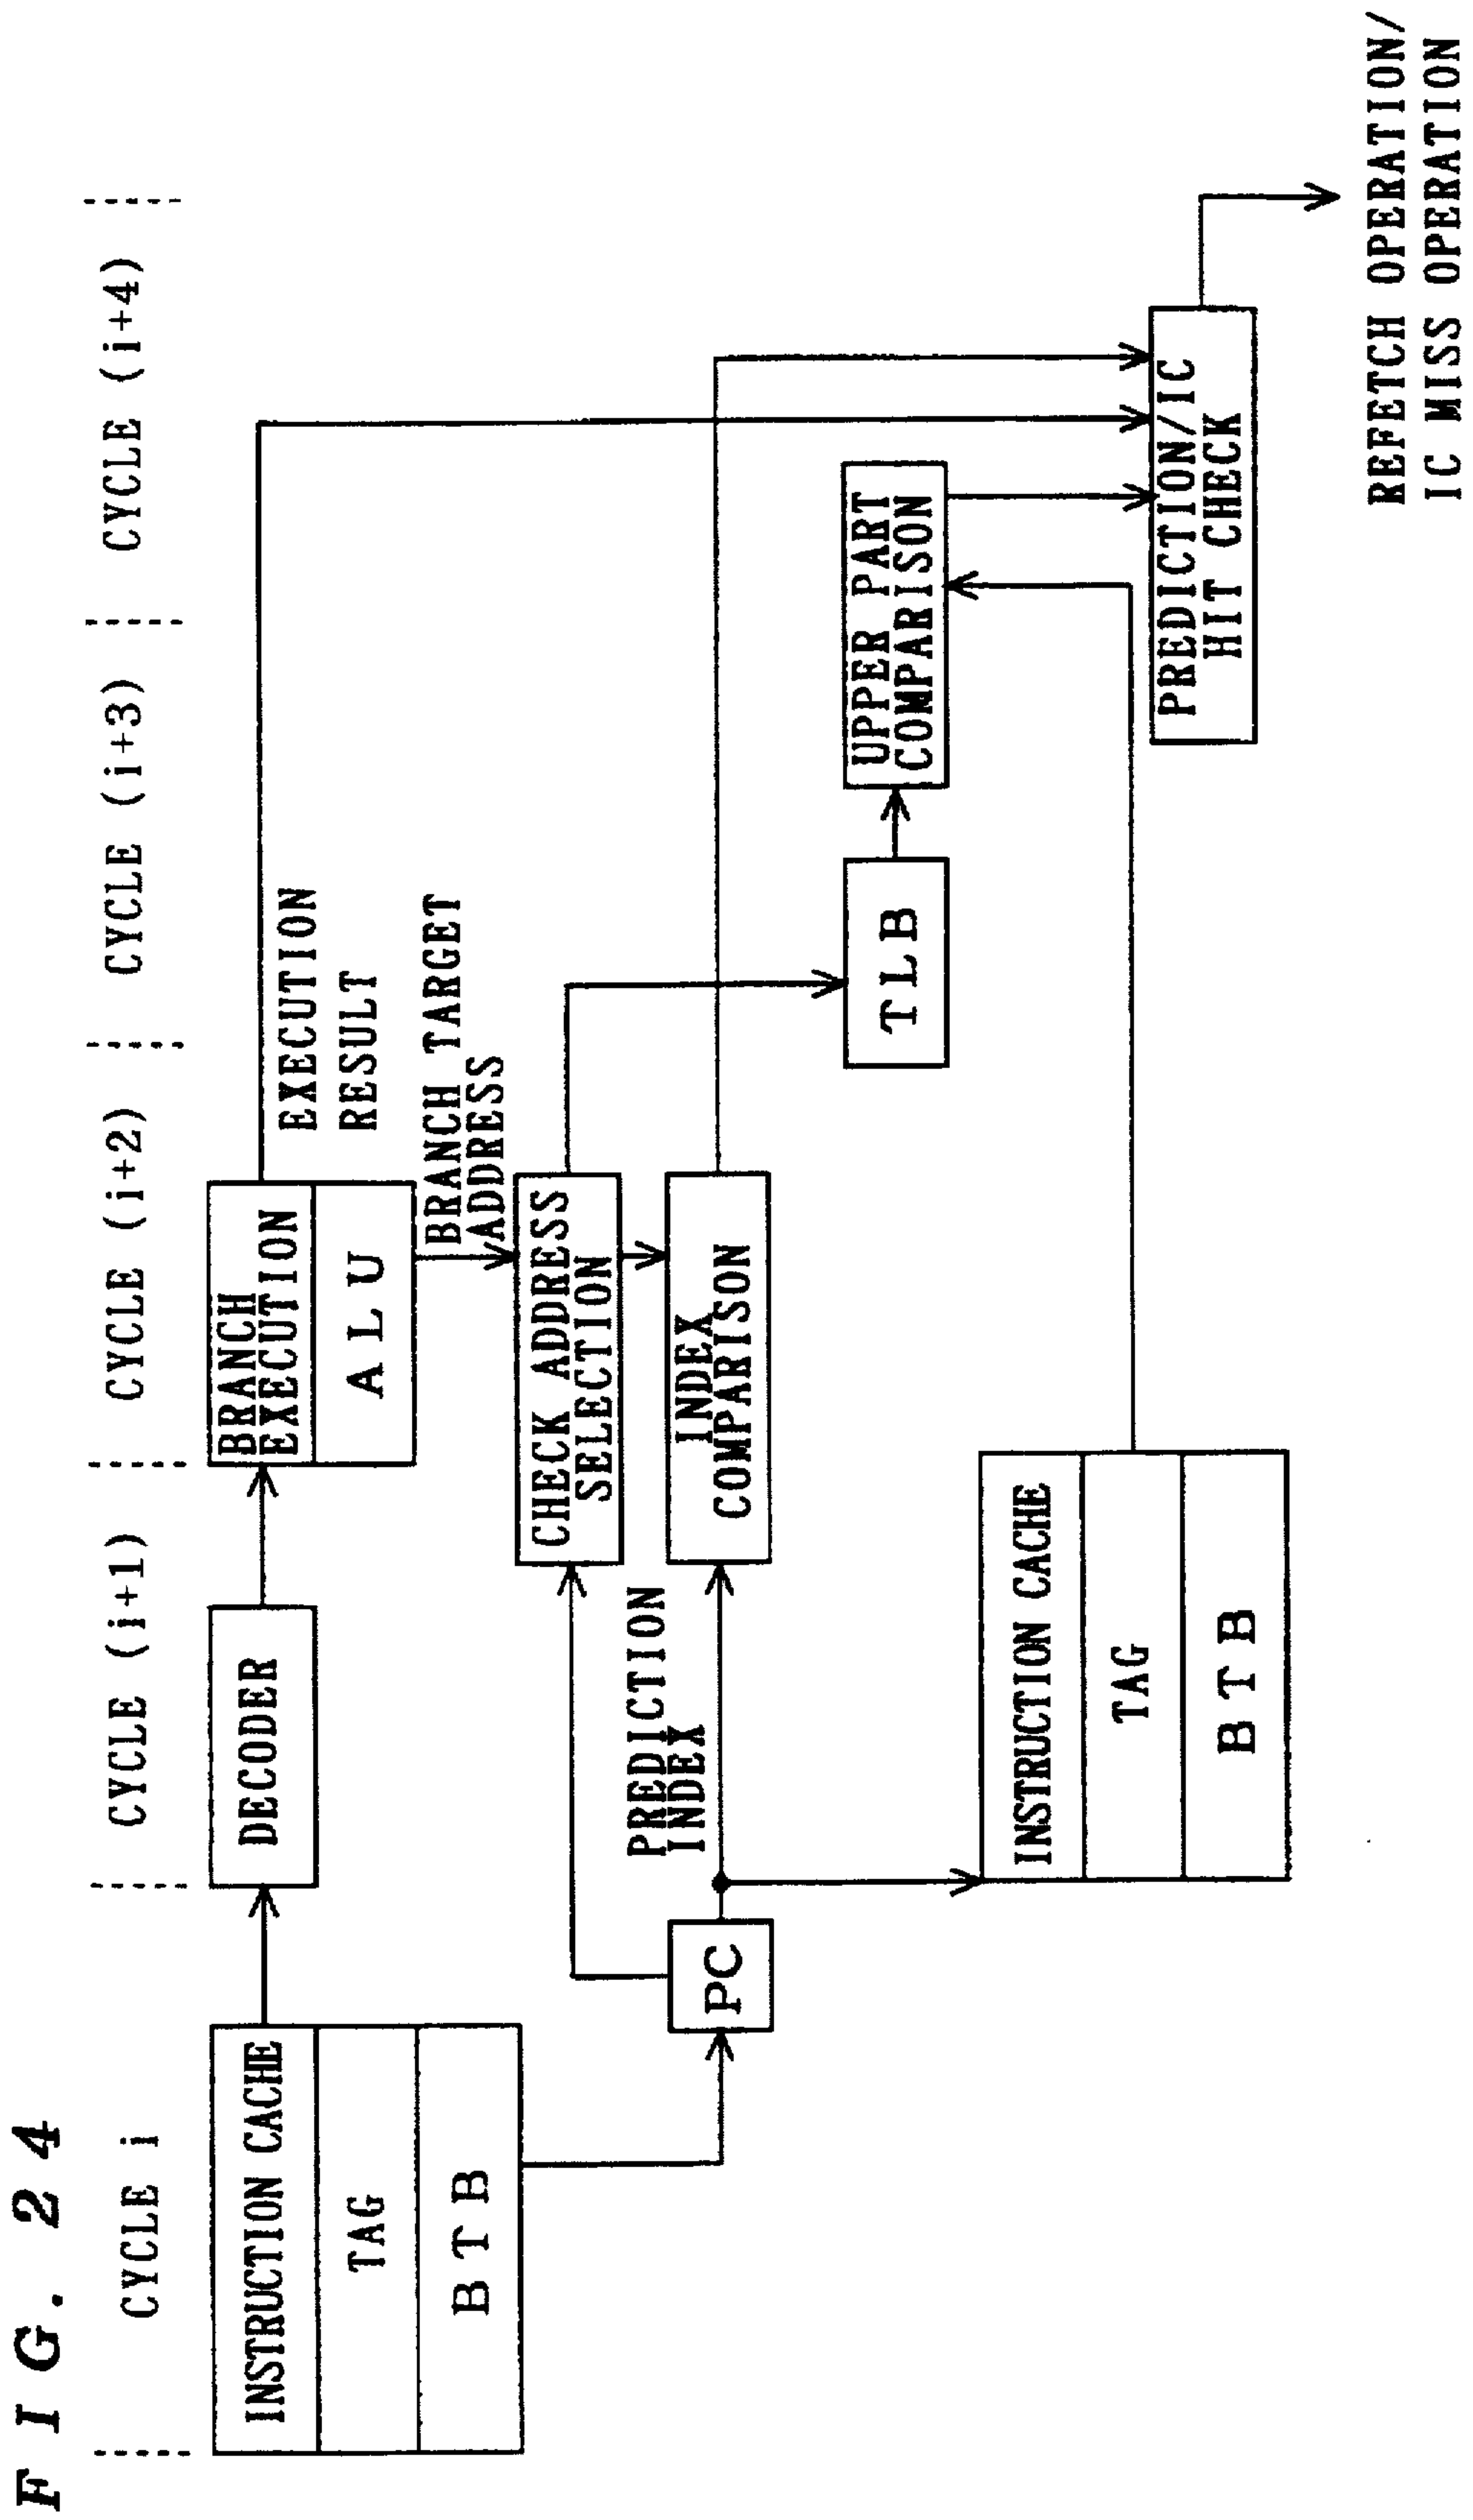 FIG. 24
CYCLE i
CYCLE (i+1)
CYCLE (i+2)
CYCLE (i+3)
CYCLE (i+4)
INSTRUCTION CACHE
TAG
BTB
DECODER
BRANCH
EXECUTION
ALU
EXECUTION
RESULT
BRANCH TARGET
ADDRESS
CHECK ADDRESS
SELECTION
PREDICTION
INDEX
INDEX
COMPARISON
PC
TLB
UPPER PART
COMPARISON
INSTRUCTION CACHE
TAG
BTB
PREDICTION/IC
HIT CHECK
REFETCH OPERATION/
IC MISS OPERATION